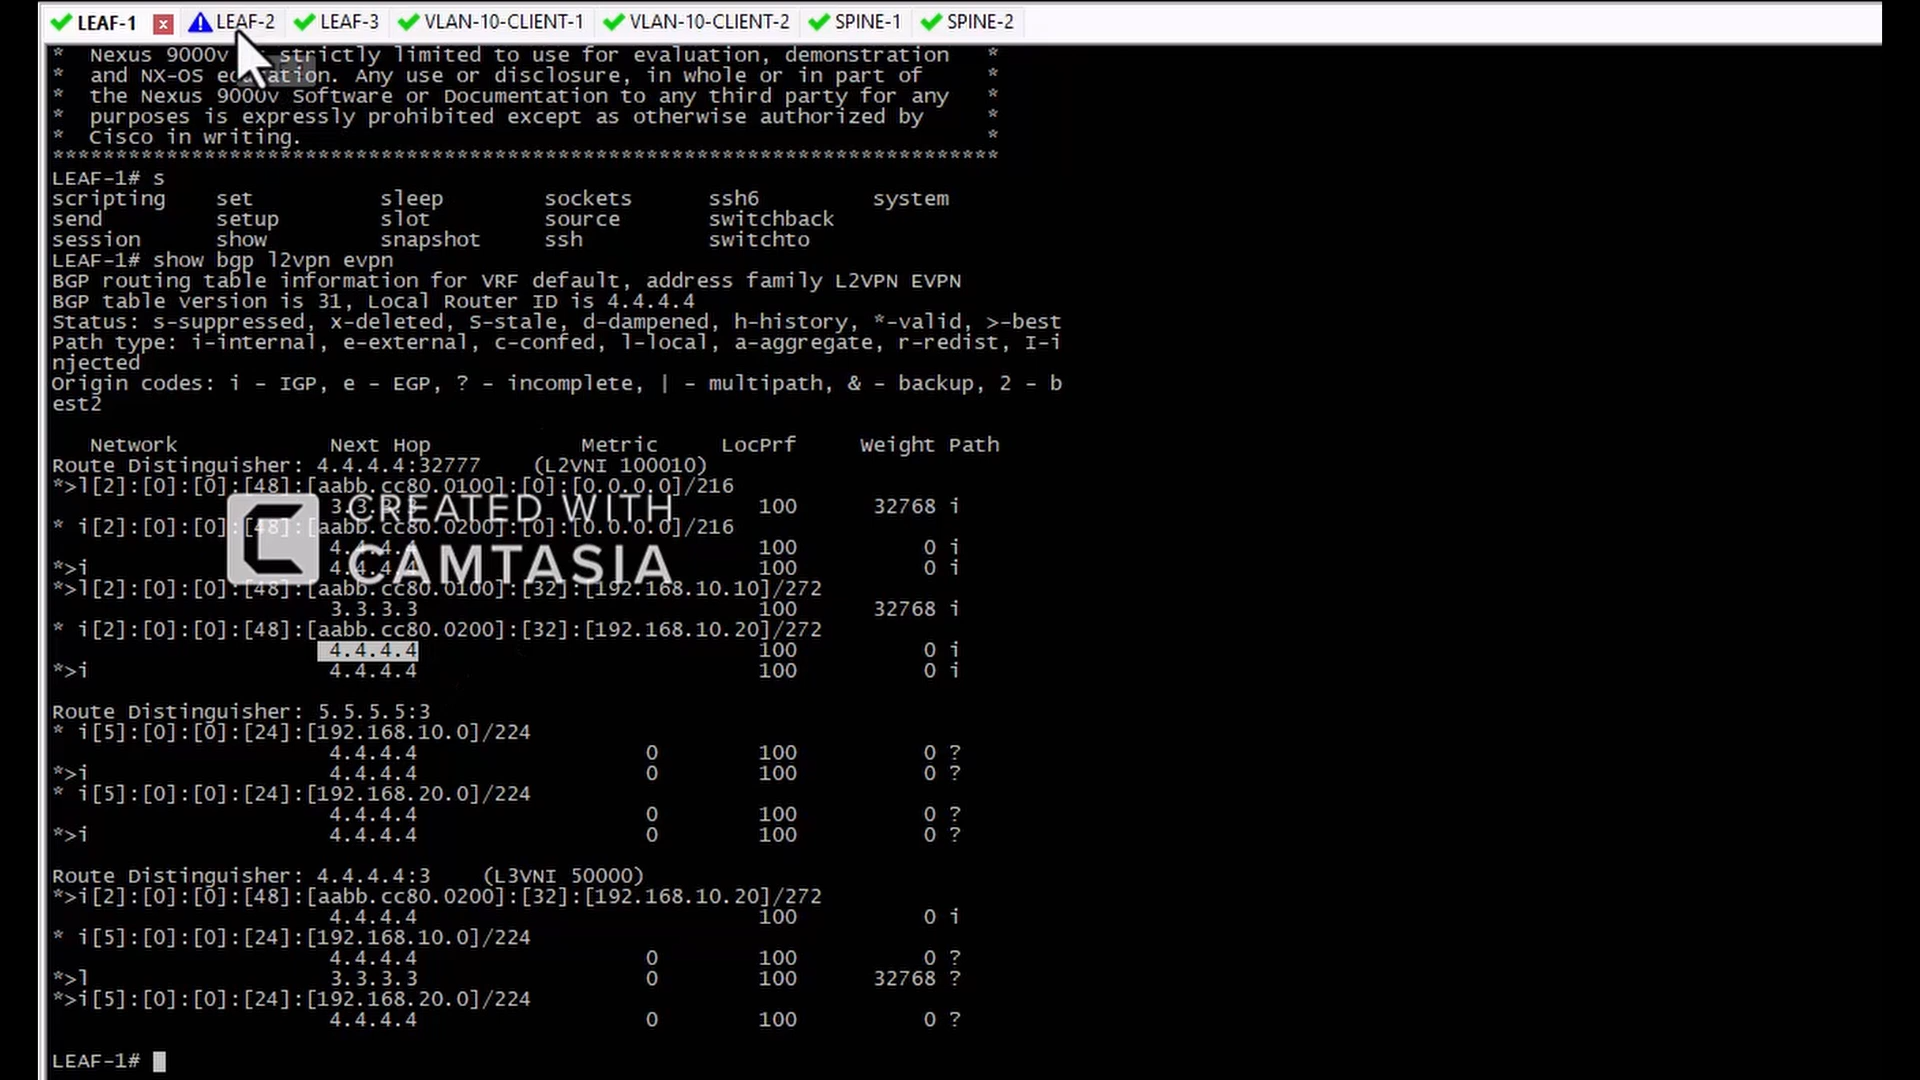 LEAF-1 x LEAF-2 LEAF-3 VLAN-10-CLIENT-1 VLAN-10-CLIENT-2 SPINE-1 SPINE-2
* Nexus 9000v strictly limited to use for evaluation, demonstration *
* and NX-OS education. Any use or disclosure, in whole or in part of *
* the Nexus 9000v Software or Documentation to any third party for any *
* purposes is expressly prohibited except as otherwise authorized by *
* Cisco in writing. *
***************************************************************************
LEAF-1# s
scripting set sleep sockets ssh6 system
send setup slot source switchback
session show snapshot ssh switchto
LEAF-1# show bgp l2vpn evpn
BGP routing table information for VRF default, address family L2VPN EVPN
BGP table version is 31, Local Router ID is 4.4.4.4
Status: s-suppressed, x-deleted, S-stale, d-dampened, h-history, *-valid, >-best
Path type: i-internal, e-external, c-confed, l-local, a-aggregate, r-redist, I-i
njected
Origin codes: i - IGP, e - EGP, ? - incomplete, | - multipath, & - backup, 2 - b
est2
Network Next Hop Metric LocPrf Weight Path
Route Distinguisher: 4.4.4.4:32777 (L2VNI 100010)
*>l[2]:[0]:[0]:[48]:[aabb.cc80.0100]:[0]:[0.0.0.0]/216
3.3.3.3 100 32768 i
* i[2]:[0]:[0]:[48]:[aabb.cc80.0200]:[0]:[0.0.0.0]/216
4.4.4.4 100 0 i
*>i 4.4.4.4 100 0 i
*>l[2]:[0]:[0]:[48]:[aabb.cc80.0100]:[32]:[192.168.10.10]/272
3.3.3.3 100 32768 i
* i[2]:[0]:[0]:[48]:[aabb.cc80.0200]:[32]:[192.168.10.20]/272
4.4.4.4 100 0 i
*>i 4.4.4.4 100 0 i
Route Distinguisher: 5.5.5.5:3
* i[5]:[0]:[0]:[24]:[192.168.10.0]/224
4.4.4.4 0 100 0 ?
*>i 4.4.4.4 0 100 0 ?
* i[5]:[0]:[0]:[24]:[192.168.20.0]/224
4.4.4.4 0 100 0 ?
*>i 4.4.4.4 0 100 0 ?
Route Distinguisher: 4.4.4.4:3 (L3VNI 50000)
*>i[2]:[0]:[0]:[48]:[aabb.cc80.0200]:[32]:[192.168.10.20]/272
4.4.4.4 100 0 i
* i[5]:[0]:[0]:[24]:[192.168.10.0]/224
4.4.4.4 0 100 0 ?
*>l 3.3.3.3 0 100 32768 ?
*>i[5]:[0]:[0]:[24]:[192.168.20.0]/224
4.4.4.4 0 100 0 ?
LEAF-1#
CREATED WITH
CAMTASIA